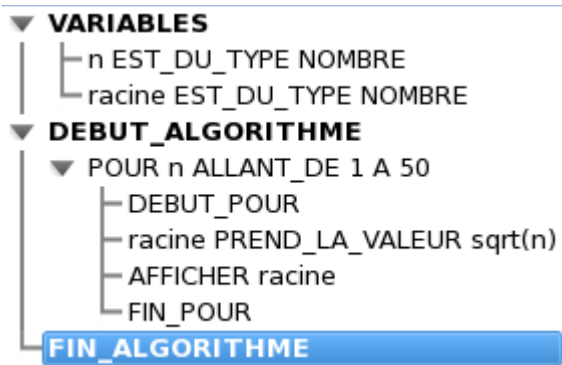 VARIABLES
n EST_DU_TYPE NOMBRE
racine EST_DU_TYPE NOMBRE
DEBUT_ALGORITHME
POUR n ALLANT_DE 1 A 50
DEBUT_POUR
racine PREND_LA_VALEUR sqrt(n)
AFFICHER racine
FIN_POUR
FIN_ALGORITHME